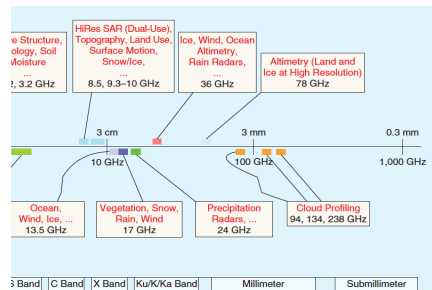 e Structure,
ology, Soil
Moisture
...
2, 3.2 GHz
HiRes SAR (Dual-Use),
Topography, Land Use,
Surface Motion,
Snow/Ice,
...
8.5, 9.3–10 GHz
Ice, Wind, Ocean
Altimetry,
Rain Radars,
...
36 GHz
Altimetry (Land and
Ice at High Resolution)
78 GHz
3 cm
3 mm
0.3 mm
10 GHz
100 GHz
1,000 GHz
Ocean,
Wind, Ice, ...
13.5 GHz
Vegetation, Snow,
Rain, Wind
17 GHz
Precipitation
Radars, ...
24 GHz
Cloud Profiling
94, 134, 238 GHz
S Band
C Band
X Band
Ku/K/Ka Band
Millimeter
Submillimeter